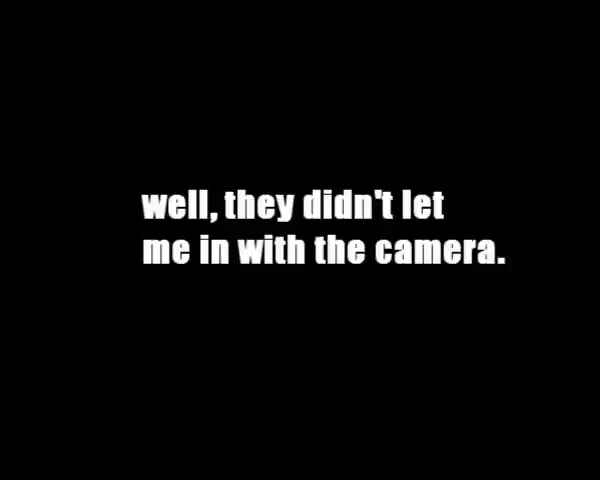 well, they didn't let
me in with the camera.